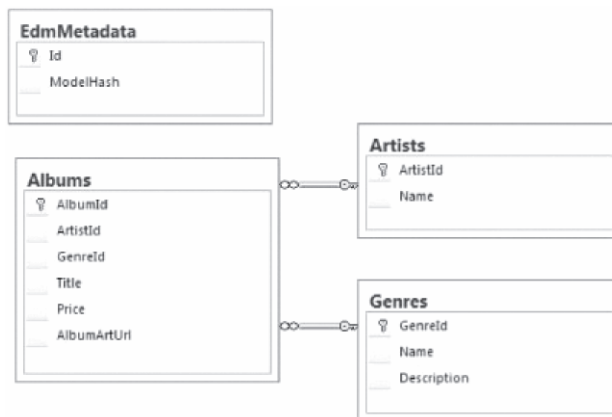 EdmMetadata
Id
ModelHash
Albums
AlbumId
ArtistId
GenreId
Title
Price
AlbumArtUrl
Artists
ArtistId
Name
Genres
GenreId
Name
Description